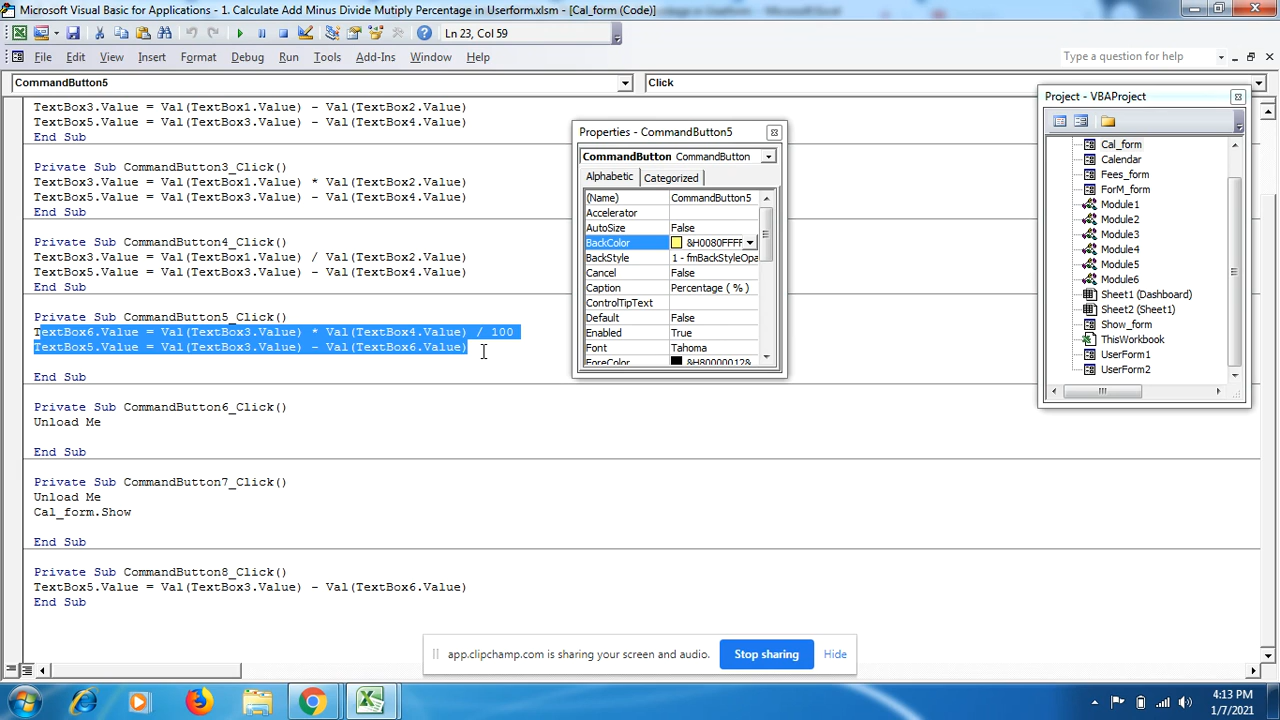 Microsoft Visual Basic for Applications - 1. Calculate Add Minus Divide Mutiply Percentage in Userform.xlsm - [Cal_form (Code)]
Ln 23, Col 59
File Edit View Insert Format Debug Run Tools Add-Ins Window Help
Type a question for help
CommandButton5
Click
TextBox3.Value = Val(TextBox1.Value) - Val(TextBox2.Value)
TextBox5.Value = Val(TextBox3.Value) - Val(TextBox4.Value)
End Sub
Private Sub CommandButton3_Click()
TextBox3.Value = Val(TextBox1.Value) * Val(TextBox2.Value)
TextBox5.Value = Val(TextBox3.Value) - Val(TextBox4.Value)
End Sub
Private Sub CommandButton4_Click()
TextBox3.Value = Val(TextBox1.Value) / Val(TextBox2.Value)
TextBox5.Value = Val(TextBox3.Value) - Val(TextBox4.Value)
End Sub
Private Sub CommandButton5_Click()
TextBox6.Value = Val(TextBox3.Value) * Val(TextBox4.Value) / 100
TextBox5.Value = Val(TextBox3.Value) - Val(TextBox6.Value)
End Sub
Private Sub CommandButton6_Click()
Unload Me
End Sub
Private Sub CommandButton7_Click()
Unload Me
Cal_form.Show
End Sub
Private Sub CommandButton8_Click()
TextBox5.Value = Val(TextBox3.Value) - Val(TextBox6.Value)
End Sub
Properties - CommandButton5
CommandButton CommandButton
Alphabetic Categorized
(Name) CommandButton5
Accelerator
AutoSize False
BackColor &H0080FFFF
BackStyle 1 - fmBackStyleOpa
Cancel False
Caption Percentage ( % )
ControlTipText
Default False
Enabled True
Font Tahoma
ForeColor &H80000012&
Project - VBAProject
Cal_form
Calendar
Fees_form
ForM_form
Module1
Module2
Module3
Module4
Module5
Module6
Sheet1 (Dashboard)
Sheet2 (Sheet1)
Show_form
ThisWorkbook
UserForm1
UserForm2
app.clipchamp.com is sharing your screen and audio.
Stop sharing
Hide
4:13 PM
1/7/2021